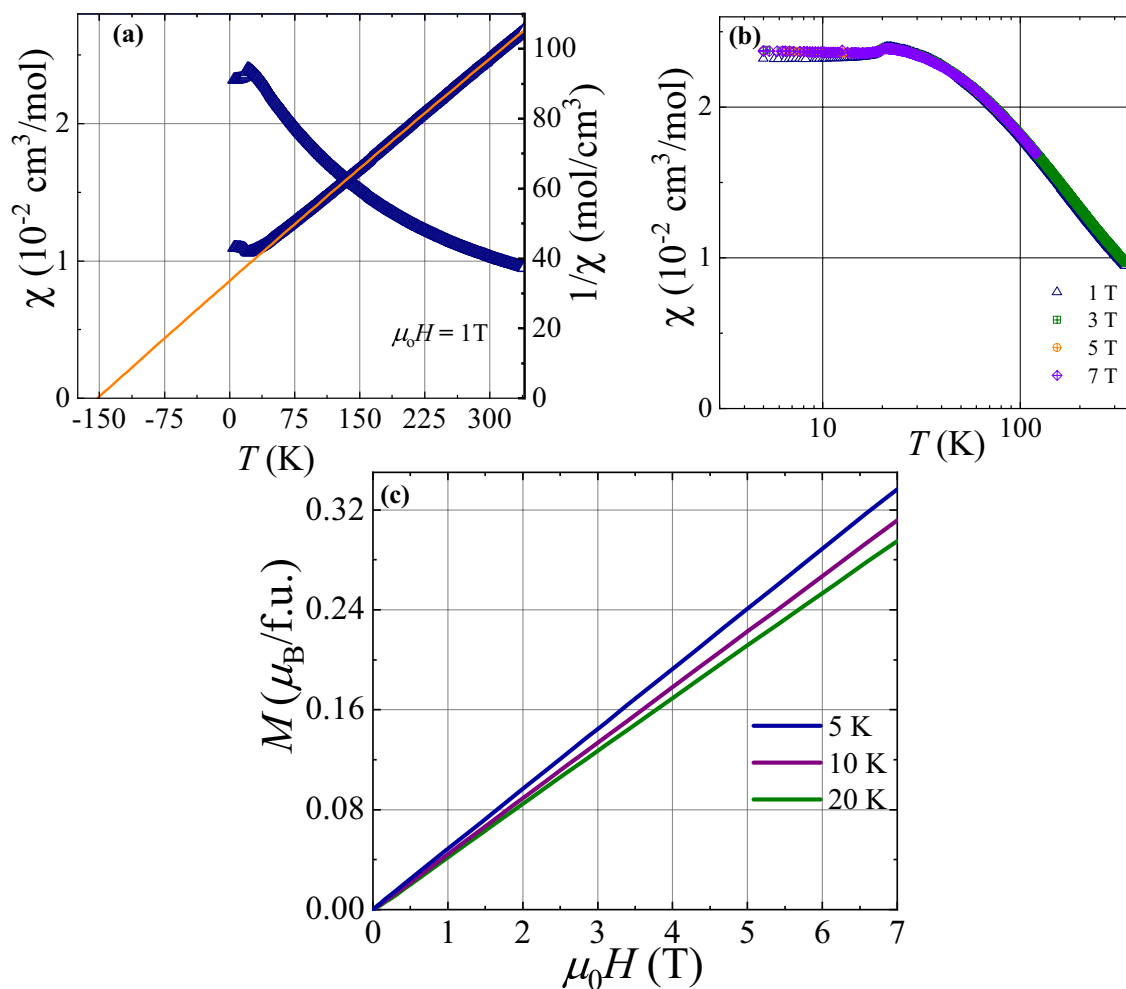 (a)
χ (10⁻² cm³/mol)
2
1
0
1/χ (mol/cm³)
100
80
60
40
20
0
μₒH = 1T
-150 -75 0 75 150 225 300
T (K)
(b)
χ (10⁻² cm³/mol)
2
1
0
1 T
3 T
5 T
7 T
10 100
T (K)
(c)
M (μ_B/f.u.)
0.32
0.24
0.16
0.08
0.00
5 K
10 K
20 K
0 1 2 3 4 5 6 7
μ₀H (T)